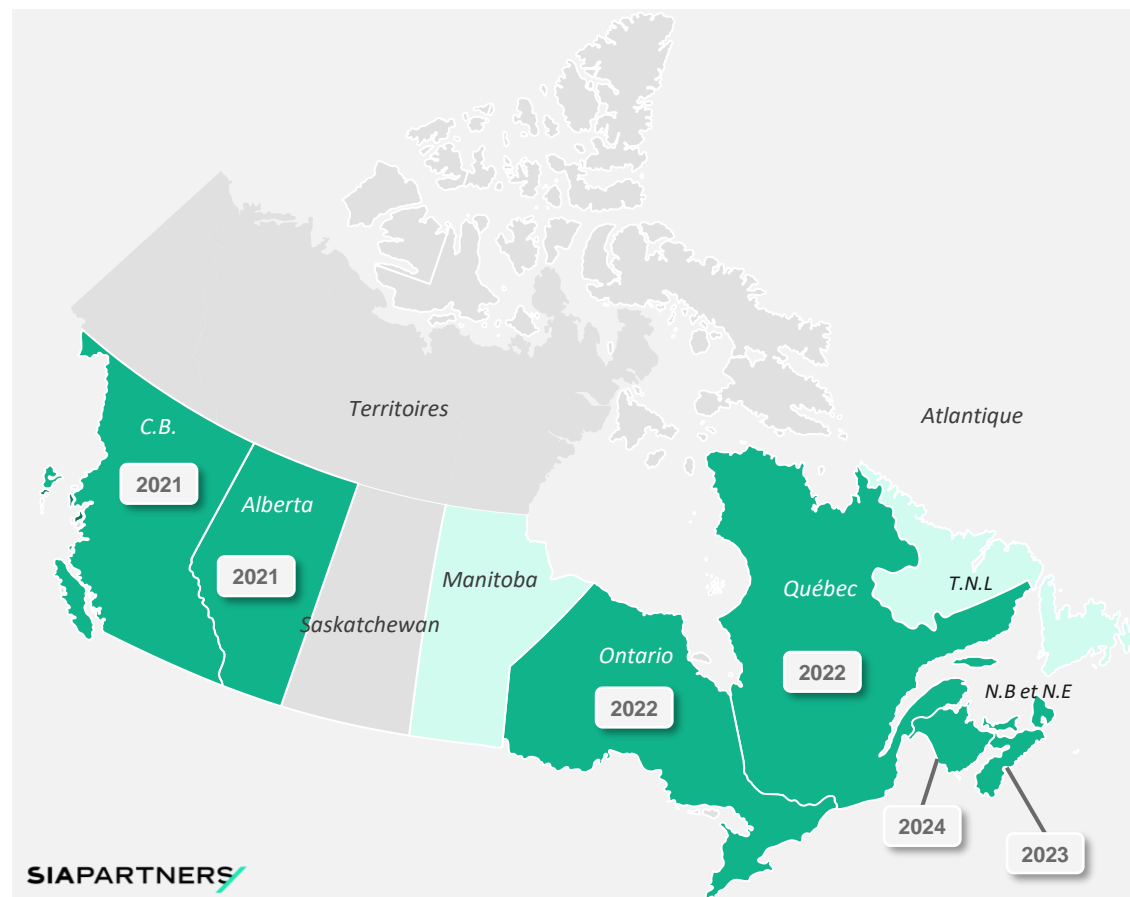 Territoires
Atlantique
C.B.
2021
Alberta
2021
Manitoba
Saskatchewan
Québec
T.N.L
Ontario
2022
2022
N.B et N.E
2024
2023
SIAPARTNERS